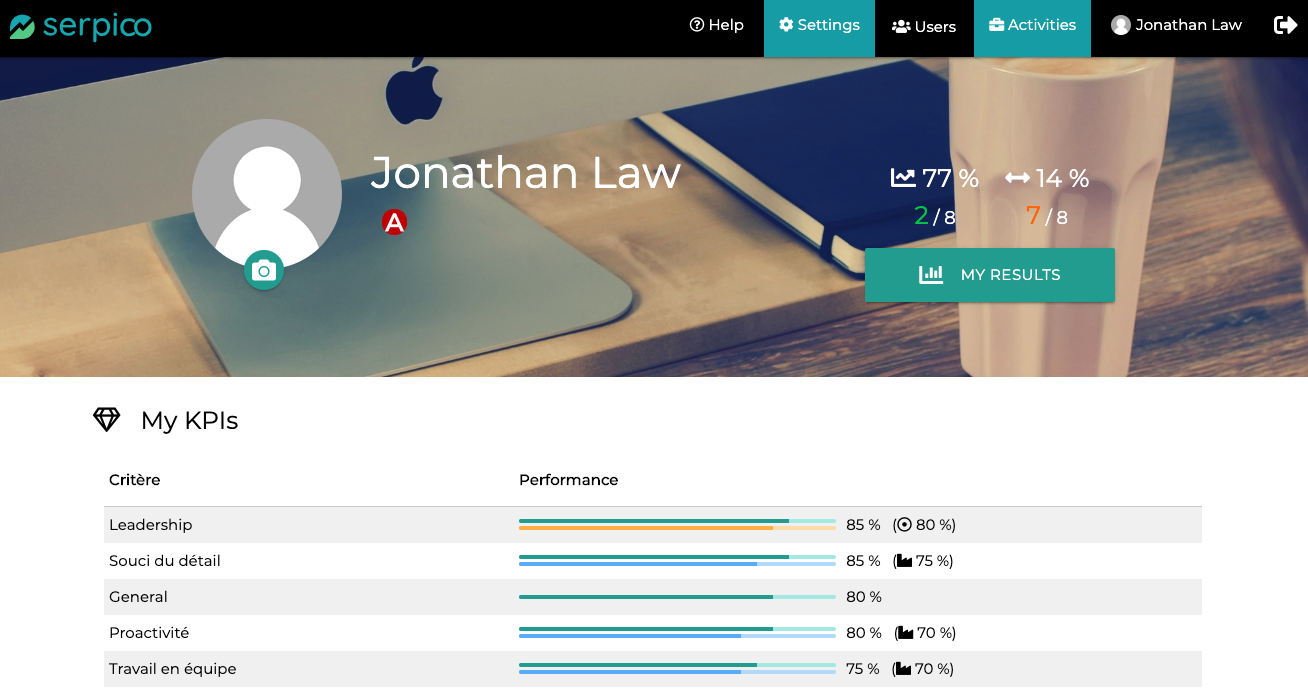 serpico
Help
Settings
Users
Activities
Jonathan Law
Jonathan Law
A
77 %
14 %
2 / 8
7 / 8
MY RESULTS
My KPIs
Critère
Performance
Leadership
85 % (80 %)
Souci du détail
85 % (75 %)
General
80 %
Proactivité
80 % (70 %)
Travail en équipe
75 % (70 %)